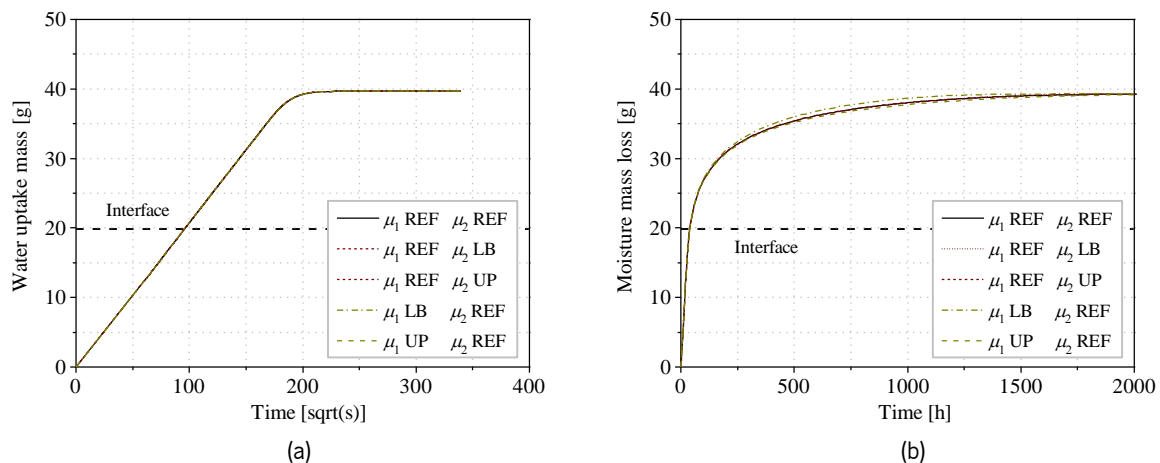 50
40
30
20
10
0
Water uptake mass [g]
Interface
μ1 REF μ2 REF
μ1 REF μ2 LB
μ1 REF μ2 UP
μ1 LB μ2 REF
μ1 UP μ2 REF
0 100 200 300 400
Time [sqrt(s)]
(a)
50
40
30
20
10
0
Moisture mass loss [g]
Interface
μ1 REF μ2 REF
μ1 REF μ2 LB
μ1 REF μ2 UP
μ1 LB μ2 REF
μ1 UP μ2 REF
0 500 1000 1500 2000
Time [h]
(b)